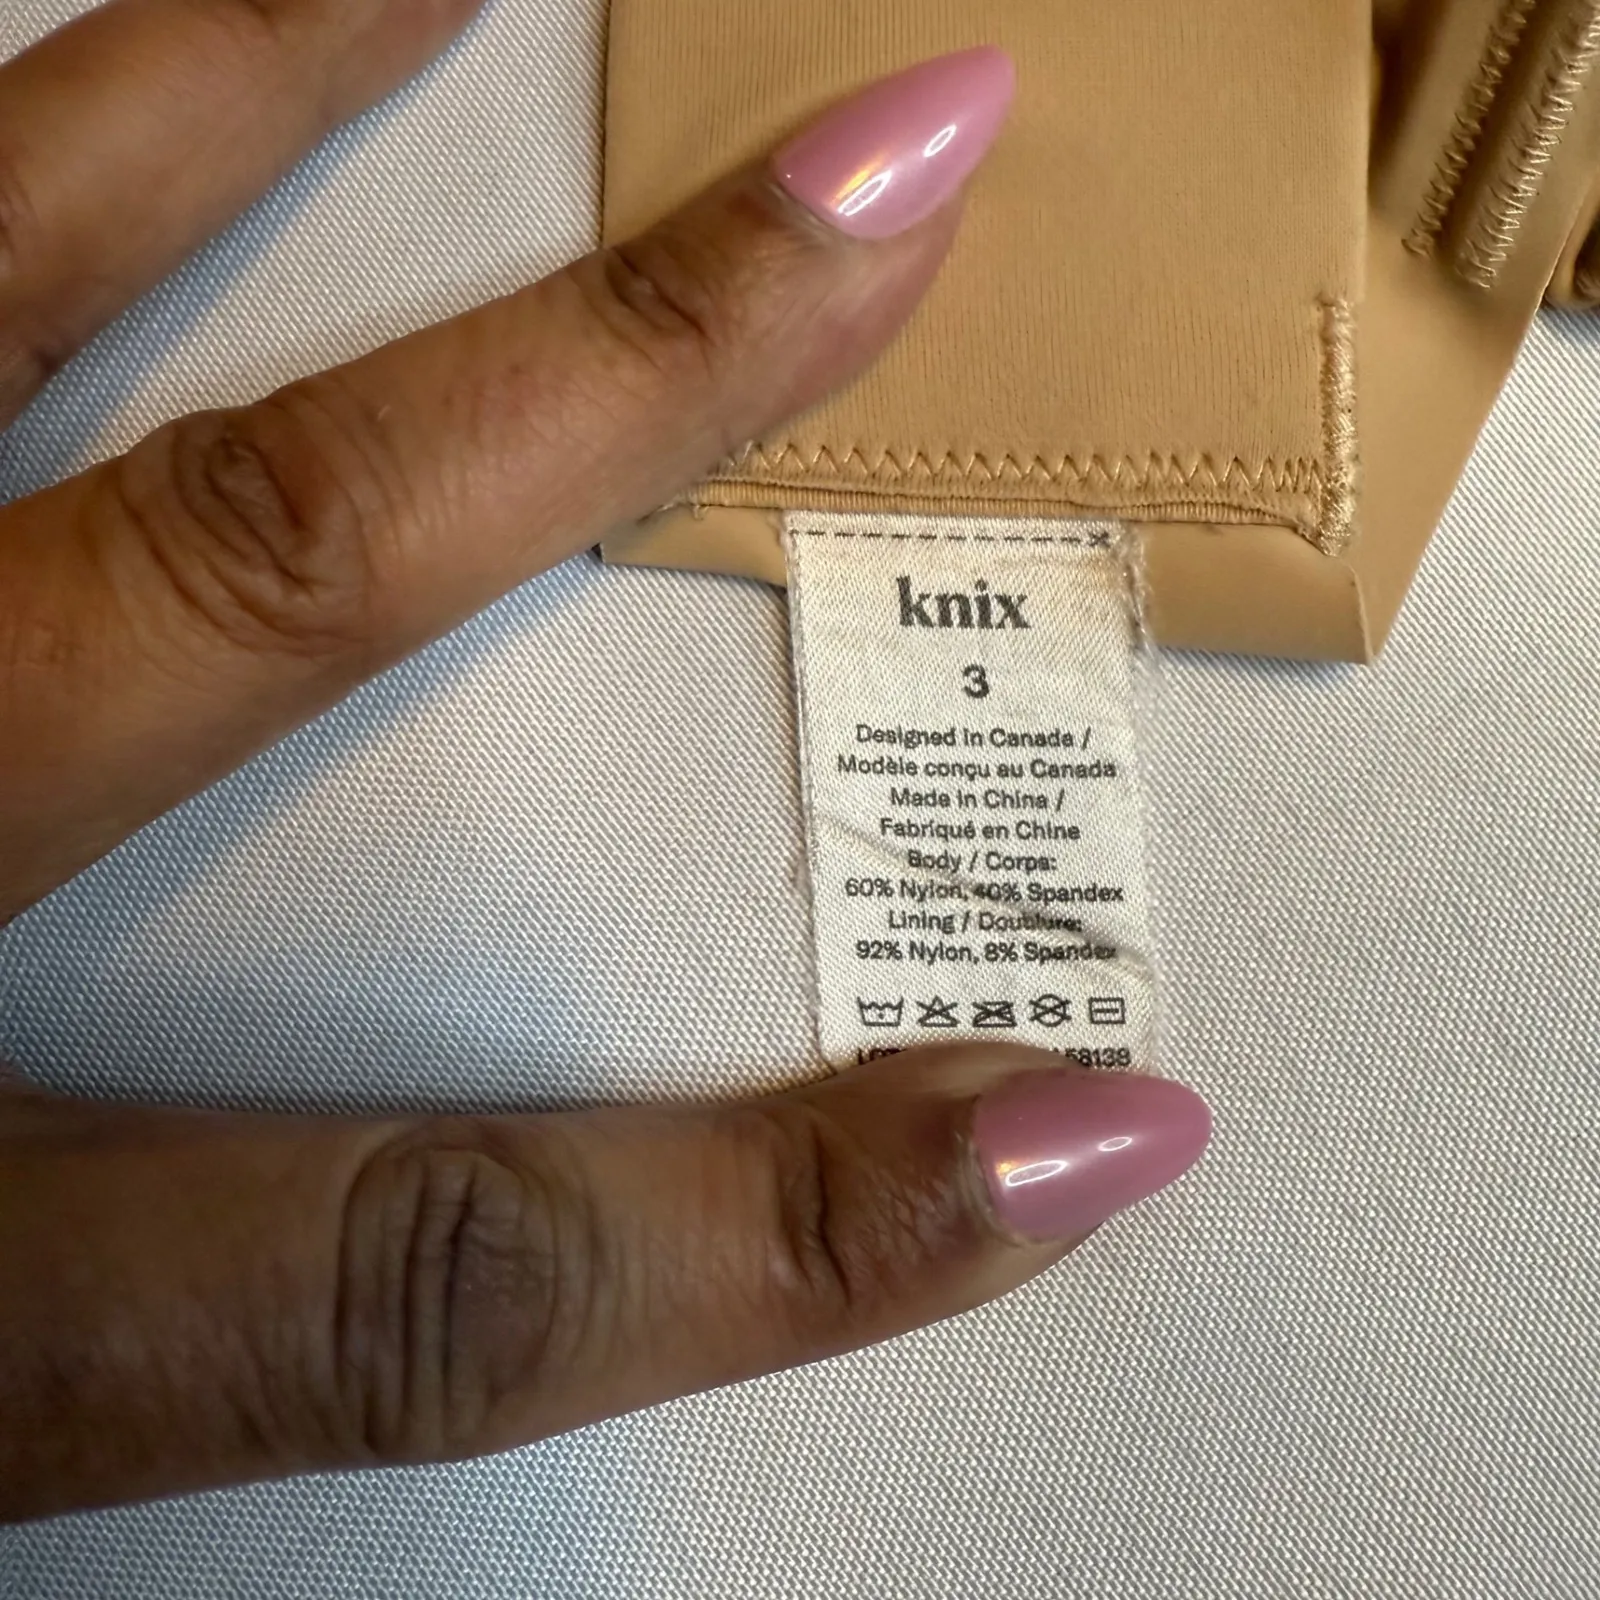 knix
3
Designed in Canada /
Modèle conçu au Canada
Made in China /
Fabriqué en Chine
Body / Corps:
60% Nylon, 40% Spandex
Lining / Doublure:
92% Nylon, 8% Spandex
58138